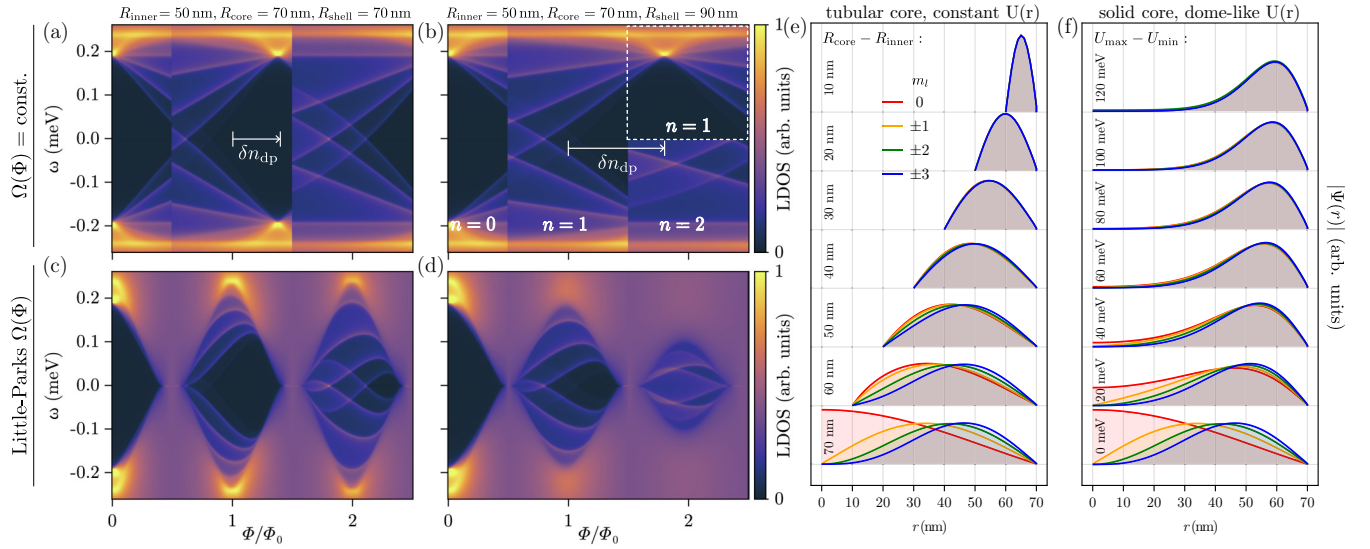 R_inner = 50 nm, R_core = 70 nm, R_shell = 70 nm
R_inner = 50 nm, R_core = 70 nm, R_shell = 90 nm
Ω(Φ) = const.
Little-Parks Ω(Φ)
(a)
ω (meV)
0.2
0.1
0.0
-0.1
-0.2
δn_dp
(b)
n = 1
δn_dp
n = 0
n = 1
n = 2
1
LDOS (arb. units)
0
(c)
ω (meV)
0.2
0.1
0.0
-0.1
-0.2
0
1
2
Φ/Φ_0
(d)
0
1
2
Φ/Φ_0
1
LDOS (arb. units)
0
(e)
tubular core, constant U(r)
R_core − R_inner :
m_l
0
±1
±2
±3
10 nm
20 nm
30 nm
40 nm
50 nm
60 nm
70 nm
0
10
20
30
40
50
60
70
r (nm)
solid core, dome-like U(r)
(f)
U_max − U_min :
120 meV
100 meV
80 meV
60 meV
40 meV
20 meV
0 meV
0
10
20
30
40
50
60
70
r (nm)
|Ψ(r)| (arb. units)